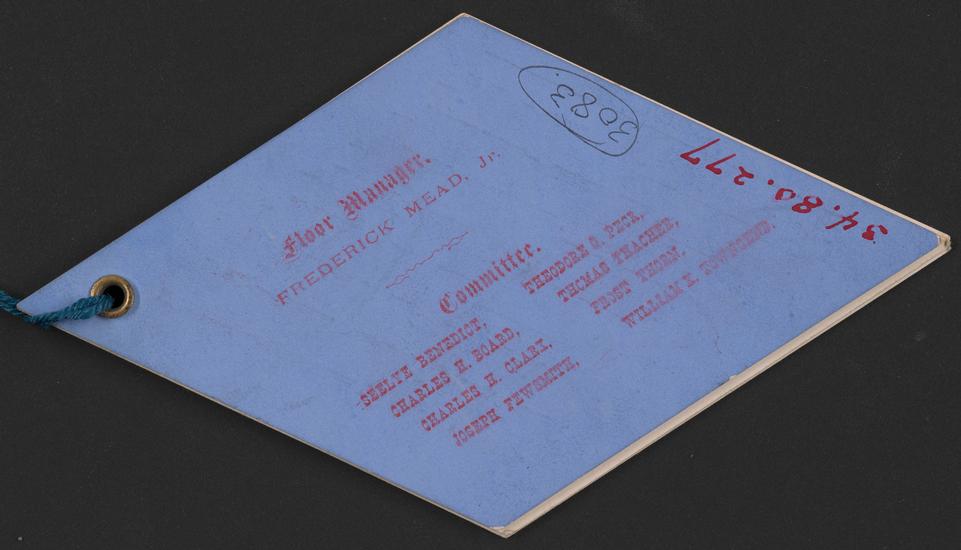 Floor Manager.
FREDERICK MEAD, Jr.
Committee.
SEELYE BENEDICT,
CHARLES H. BOARD,
CHARLES H. CLARK,
JOSEPH FEWSMITH,
THEODORE G. PECK,
THOMAS THACHER,
FROST THORN,
WILLIAM K. TOWNSEND.
3083.
34.80.277